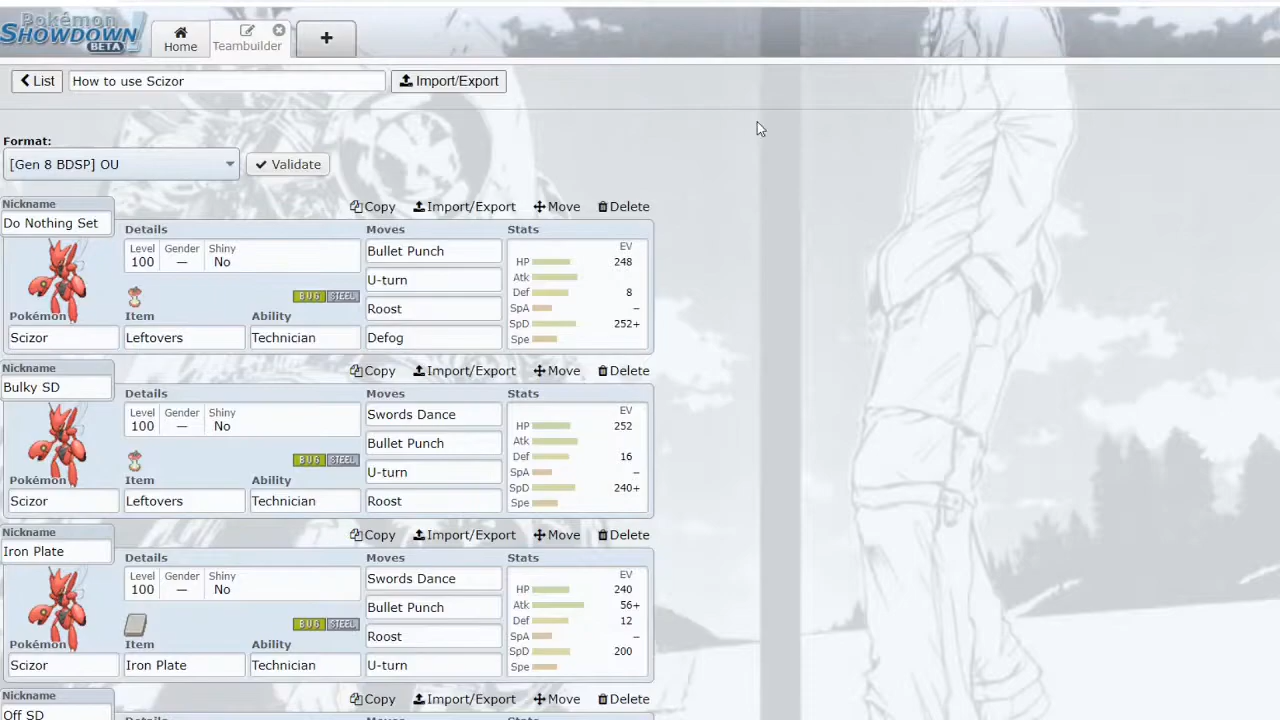 Pokémon
SHOWDOWN!
BETA
Home
Teambuilder
+
List
How to use Scizor
Import/Export
Format:
[Gen 8 BDSP] OU
Validate
Nickname
Do Nothing Set
Copy Import/Export Move Delete
Details Moves Stats
Level Gender Shiny
100 — No
Bullet Punch
U-turn
Roost
Defog
EV
HP 248
Atk
Def 8
SpA –
SpD 252+
Spe
BUG STEEL
Pokémon Item Ability
Scizor Leftovers Technician
Nickname
Bulky SD
Copy Import/Export Move Delete
Details Moves Stats
Level Gender Shiny
100 — No
Swords Dance
Bullet Punch
U-turn
Roost
EV
HP 252
Atk
Def 16
SpA –
SpD 240+
Spe
BUG STEEL
Pokémon Item Ability
Scizor Leftovers Technician
Nickname
Iron Plate
Copy Import/Export Move Delete
Details Moves Stats
Level Gender Shiny
100 — No
Swords Dance
Bullet Punch
Roost
U-turn
EV
HP 240
Atk 56+
Def 12
SpA –
SpD 200
Spe
BUG STEEL
Pokémon Item Ability
Scizor Iron Plate Technician
Nickname
Off SD
Copy Import/Export Move Delete